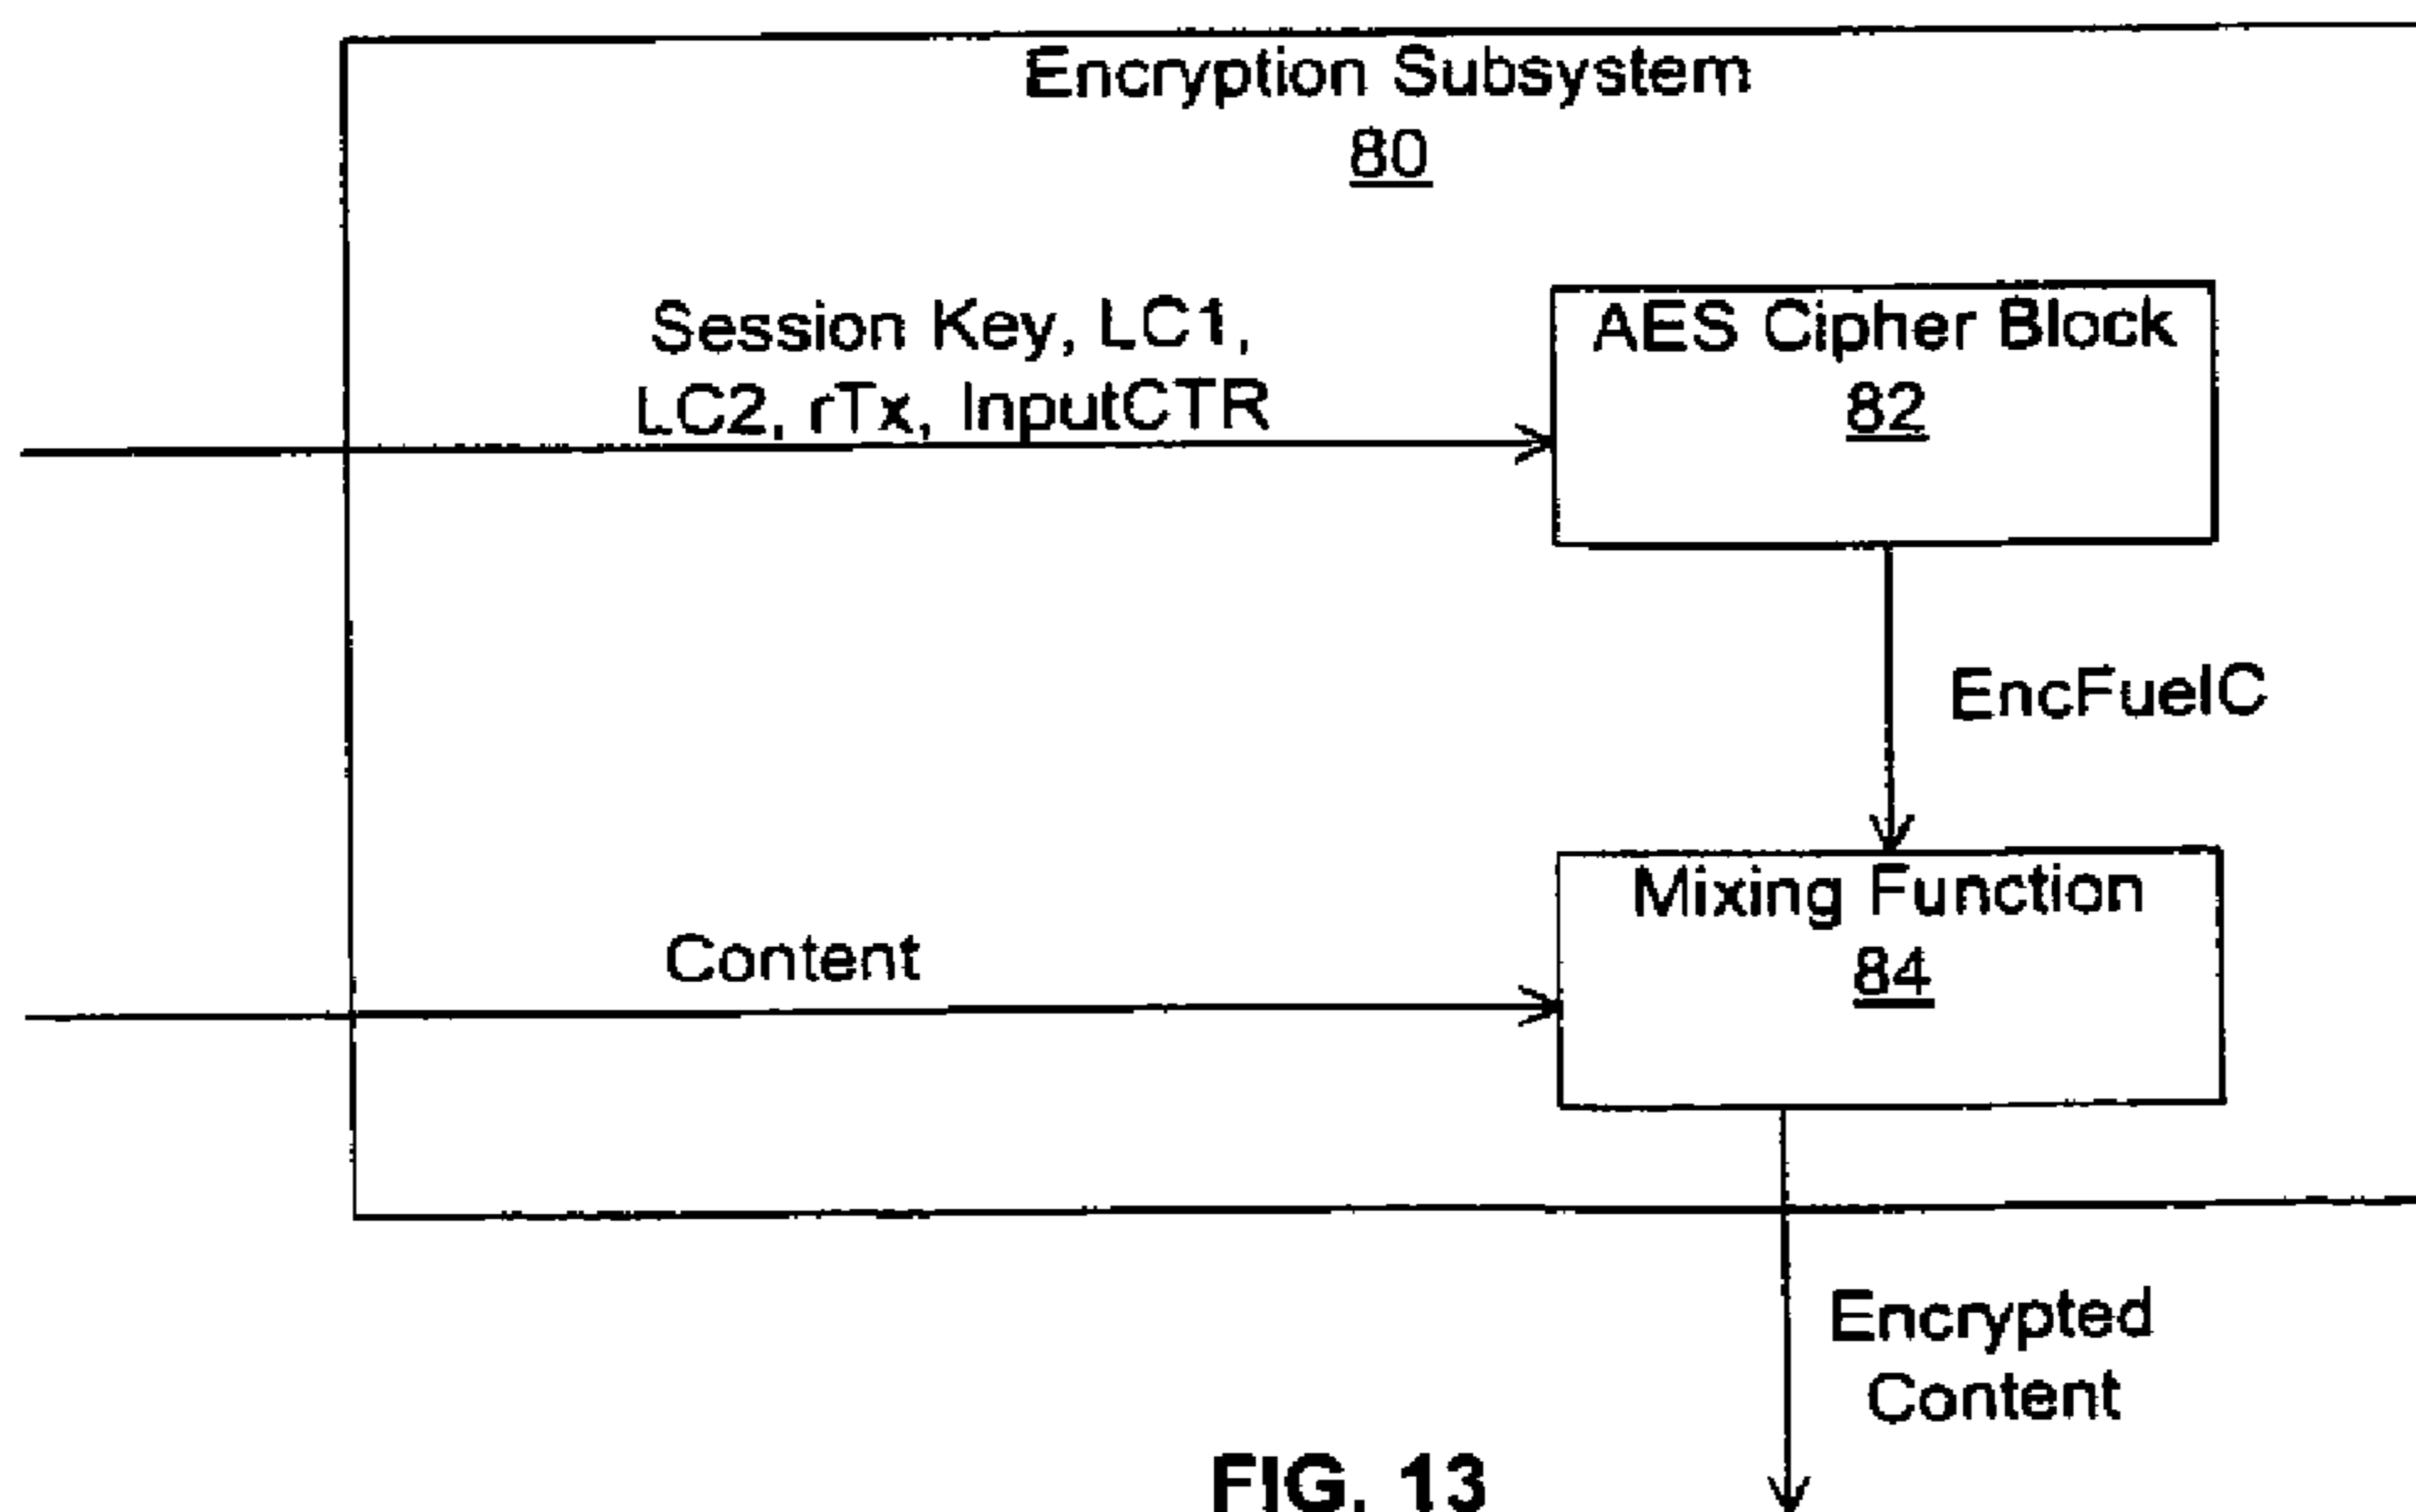 Encryption Subsystem
80
Session Key, LC1,
LC2, rTx, InputCTR
AES Cipher Block
82
EncFuelC
Mixing Function
84
Content
Encrypted
Content
FIG. 13